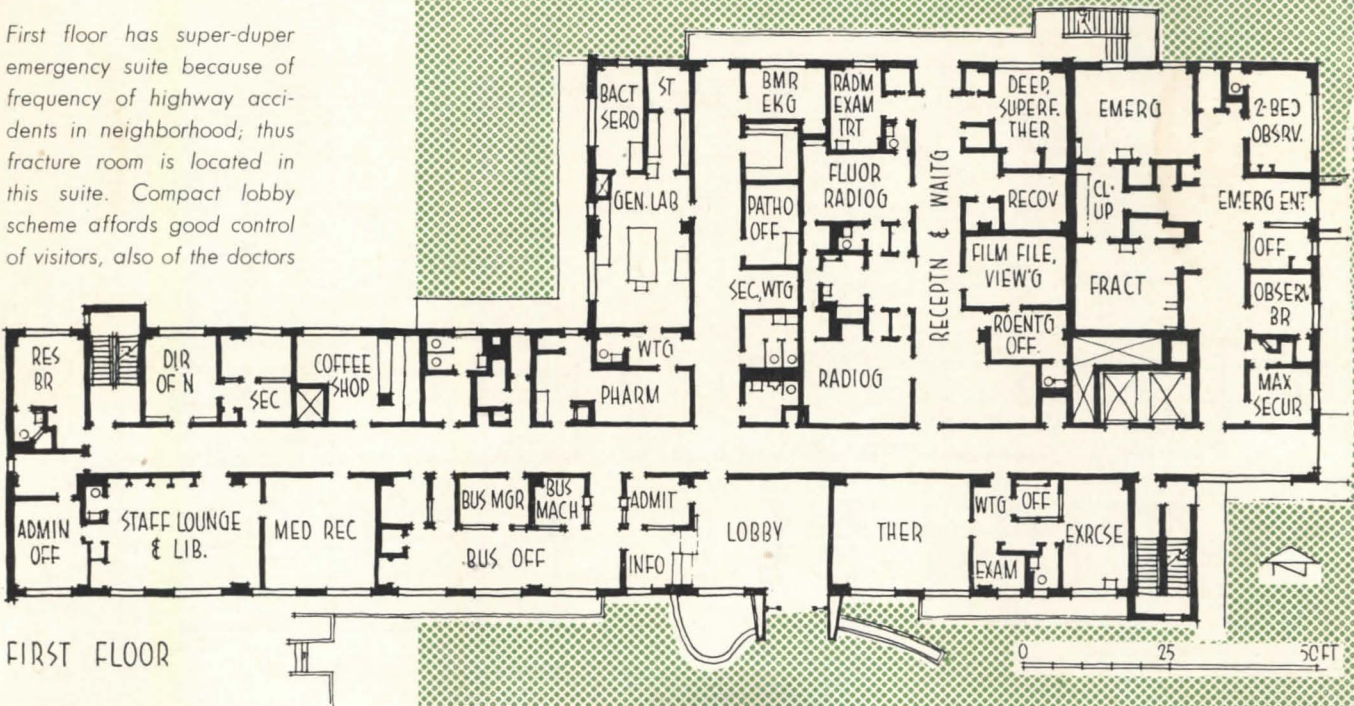 First floor has super-duper
emergency suite because of
frequency of highway acci-
dents in neighborhood; thus
fracture room is located in
this suite. Compact lobby
scheme affords good control
of visitors, also of the doctors
BACT
SERO
ST
GEN. LAB
WTG
PHARM
BMR
EKG
PATHO
OFF
SEC, WTG
RADM
EXAM
TRT
FLUOR
RADIOG
RADIOG
RECEPTN & WAITG
DEEP,
SUPERF.
THER
RECOV
FILM FILE,
VIEW'G
ROENTG
OFF.
EMERG
CL-
UP
FRACT
2-BED
OBSRV.
EMERG ENT
OFF
OBSERV
BR
MAX
SECUR
RES
BR
DIR
OF N
SEC
COFFEE
SHOP
ADMIN
OFF
STAFF LOUNGE
& LIB.
MED REC
BUS MGR
BUS
MACH
BUS OFF
ADMIT
INFO
LOBBY
THER
WTG
OFF
EXAM
EXRCSE
FIRST FLOOR
0 25 50 FT